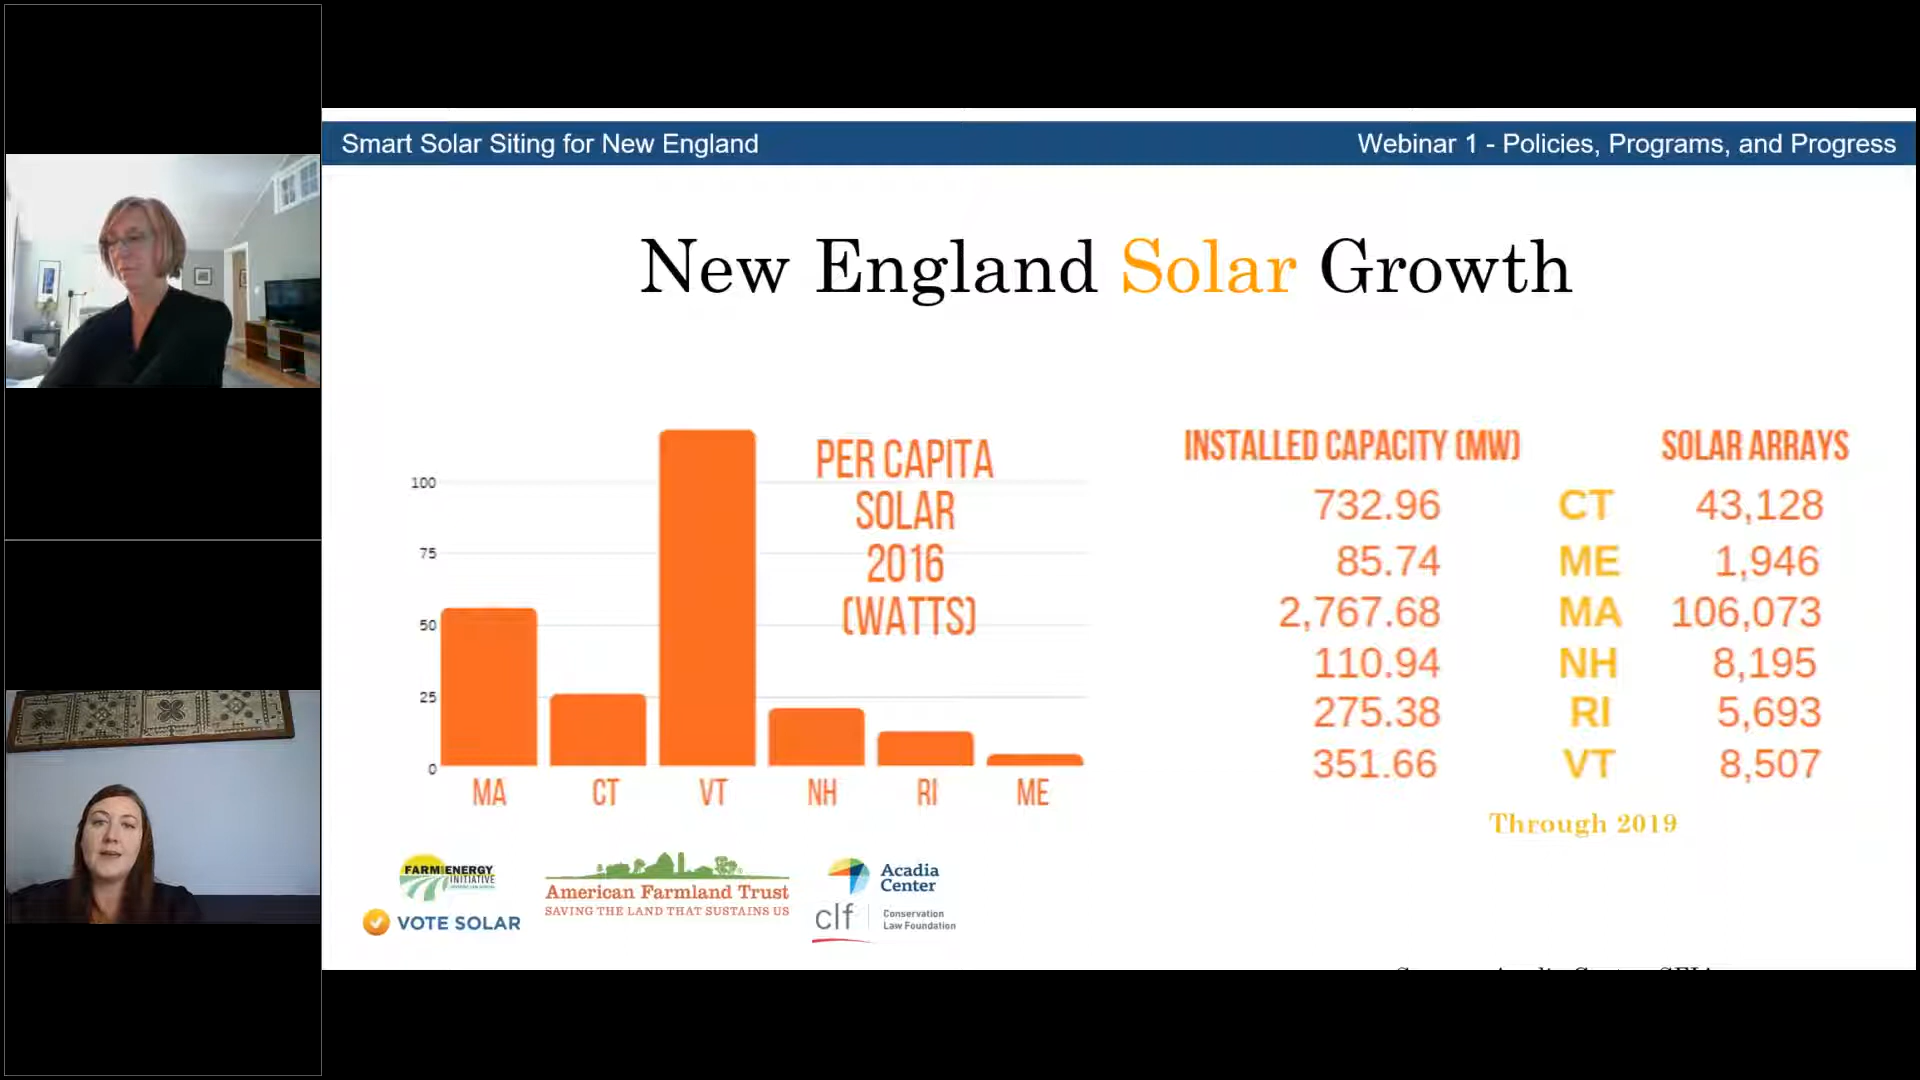 Smart Solar Siting for New England
Webinar 1 - Policies, Programs, and Progress
New England Solar Growth
PER CAPITA
SOLAR
2016
(WATTS)
100
75
50
25
0
MA CT VT NH RI ME
INSTALLED CAPACITY (MW) SOLAR ARRAYS
732.96 CT 43,128
85.74 ME 1,946
2,767.68 MA 106,073
110.94 NH 8,195
275.38 RI 5,693
351.66 VT 8,507
Through 2019
FARM ENERGY
INITIATIVE
VOTE SOLAR
American Farmland Trust
SAVING THE LAND THAT SUSTAINS US
Acadia
Center
clf
Conservation
Law Foundation